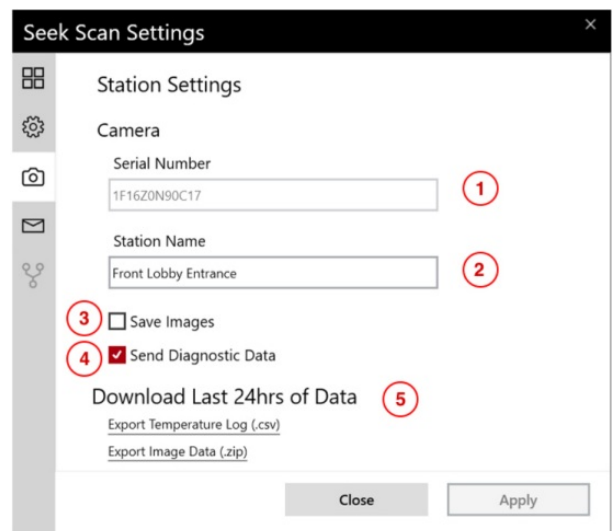 Seek Scan Settings
Station Settings
Camera
Serial Number
1F16Z0N90C17
1
Station Name
Front Lobby Entrance
2
3 Save Images
4 Send Diagnostic Data
Download Last 24hrs of Data 5
Export Temperature Log (.csv)
Export Image Data (.zip)
Close Apply